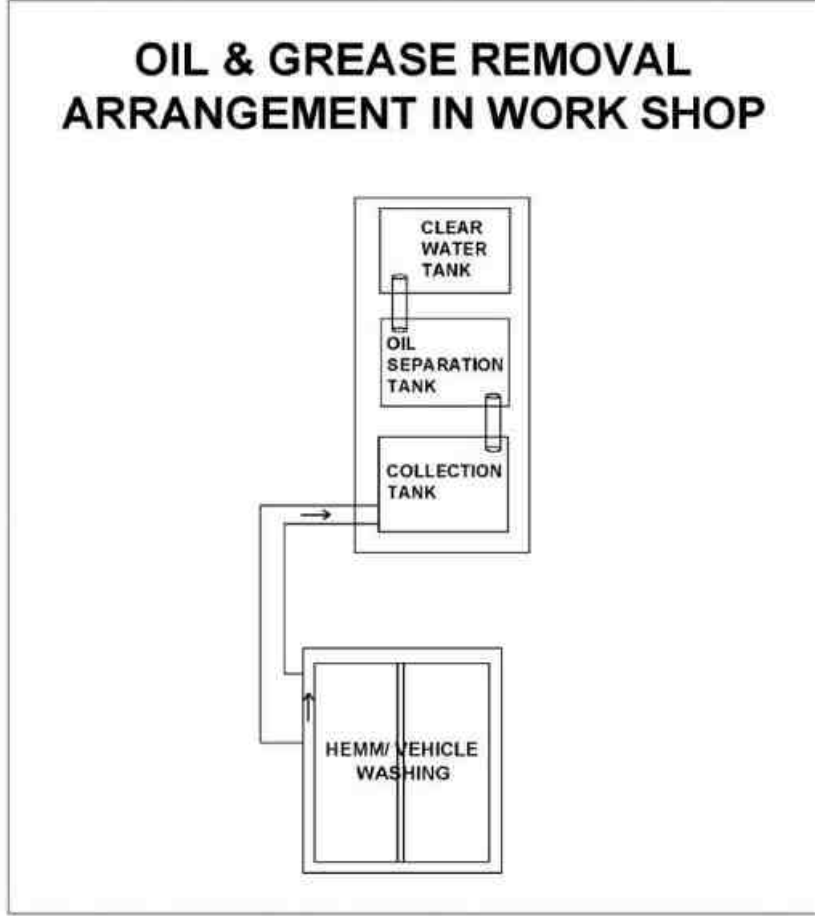 OIL & GREASE REMOVAL
ARRANGEMENT IN WORK SHOP
CLEAR
WATER
TANK
OIL
SEPARATION
TANK
COLLECTION
TANK
HEMM/ VEHICLE
WASHING